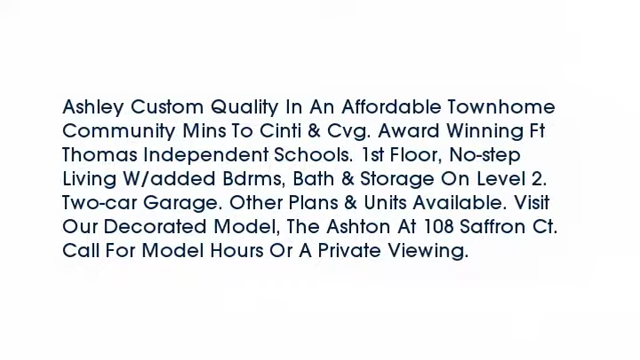 Ashley Custom Quality In An Affordable Townhome
Community Mins To Cinti & Cvg. Award Winning Ft
Thomas Independent Schools. 1st Floor, No-step
Living W/added Bdrms, Bath & Storage On Level 2.
Two-car Garage. Other Plans & Units Available. Visit
Our Decorated Model, The Ashton At 108 Saffron Ct.
Call For Model Hours Or A Private Viewing.